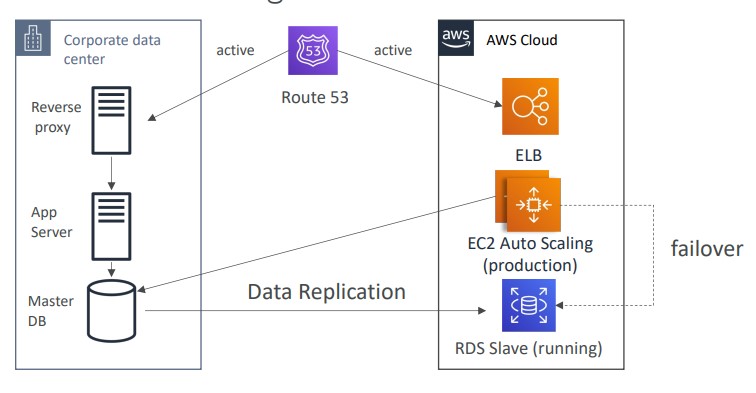 Corporate data
center
active
53
active
aws
AWS Cloud
Route 53
Reverse
proxy
ELB
App
Server
EC2 Auto Scaling
(production)
failover
Master
DB
Data Replication
RDS Slave (running)